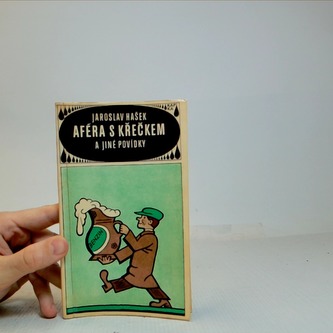 JAROSLAV HAŠEK
AFÉRA S KŘEČKEM
A JINÉ POVÍDKY